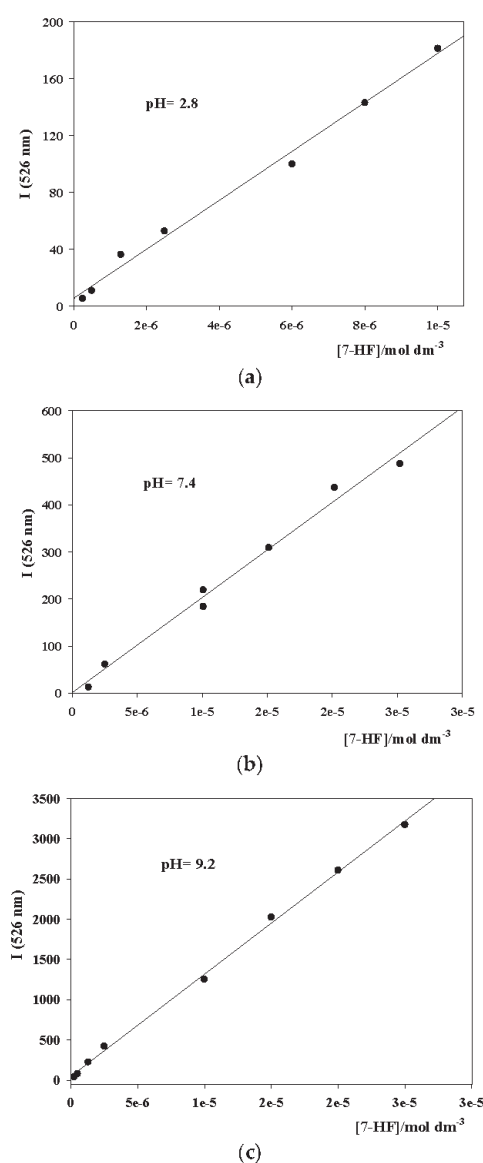 200
160
120
80
40
0
I (526 nm)
pH= 2.8
0 2e-6 4e-6 6e-6 8e-6 1e-5
[7-HF]/mol dm-3
(a)
600
500
400
300
200
100
0
I (526 nm)
pH= 7.4
0 5e-6 1e-5 2e-5 2e-5 3e-5 3e-5
[7-HF]/mol dm-3
(b)
3500
3000
2500
2000
1500
1000
500
0
I (526 nm)
pH= 9.2
0 5e-6 1e-5 2e-5 2e-5 3e-5 3e-5
[7-HF]/mol dm-3
(c)